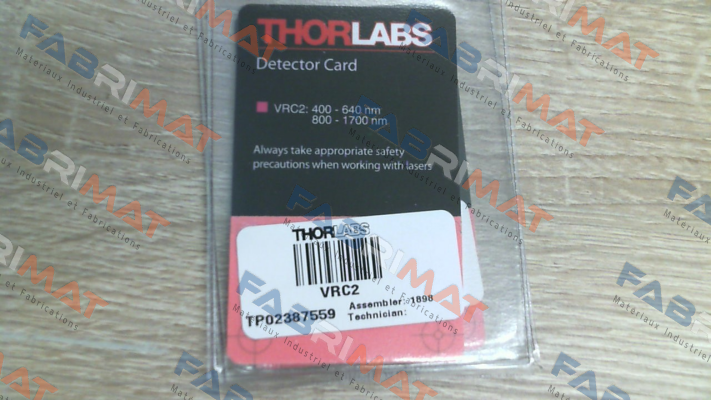 THORLABS
Detector Card
VRC2: 400 - 640 nm
800 - 1700 nm
Always take appropriate safety
precautions when working with lasers
THORLABS
VRC2
Assembler: 1898
TP02387559 Technician:
FABRIMAT
Materiaux Industriel et Fabrications